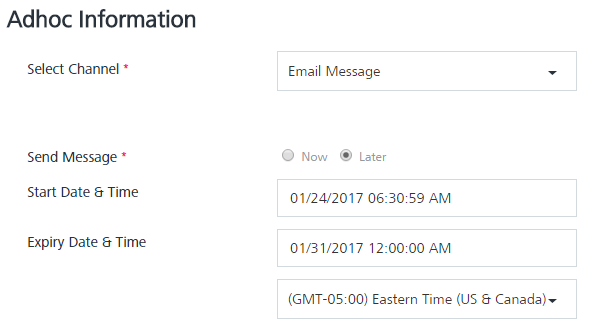 Adhoc Information
Select Channel * Email Message
Send Message * Now Later
Start Date & Time 01/24/2017 06:30:59 AM
Expiry Date & Time 01/31/2017 12:00:00 AM
(GMT-05:00) Eastern Time (US & Canada)